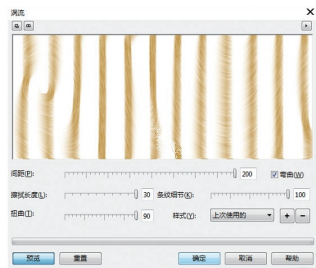 涡流
间距(P): 200 弯曲(W)
擦拭长度(L): 30 条纹细节(K): 100
扭曲(T): 90 样式(Y): 上次使用的
预览 重置 确定 取消 帮助